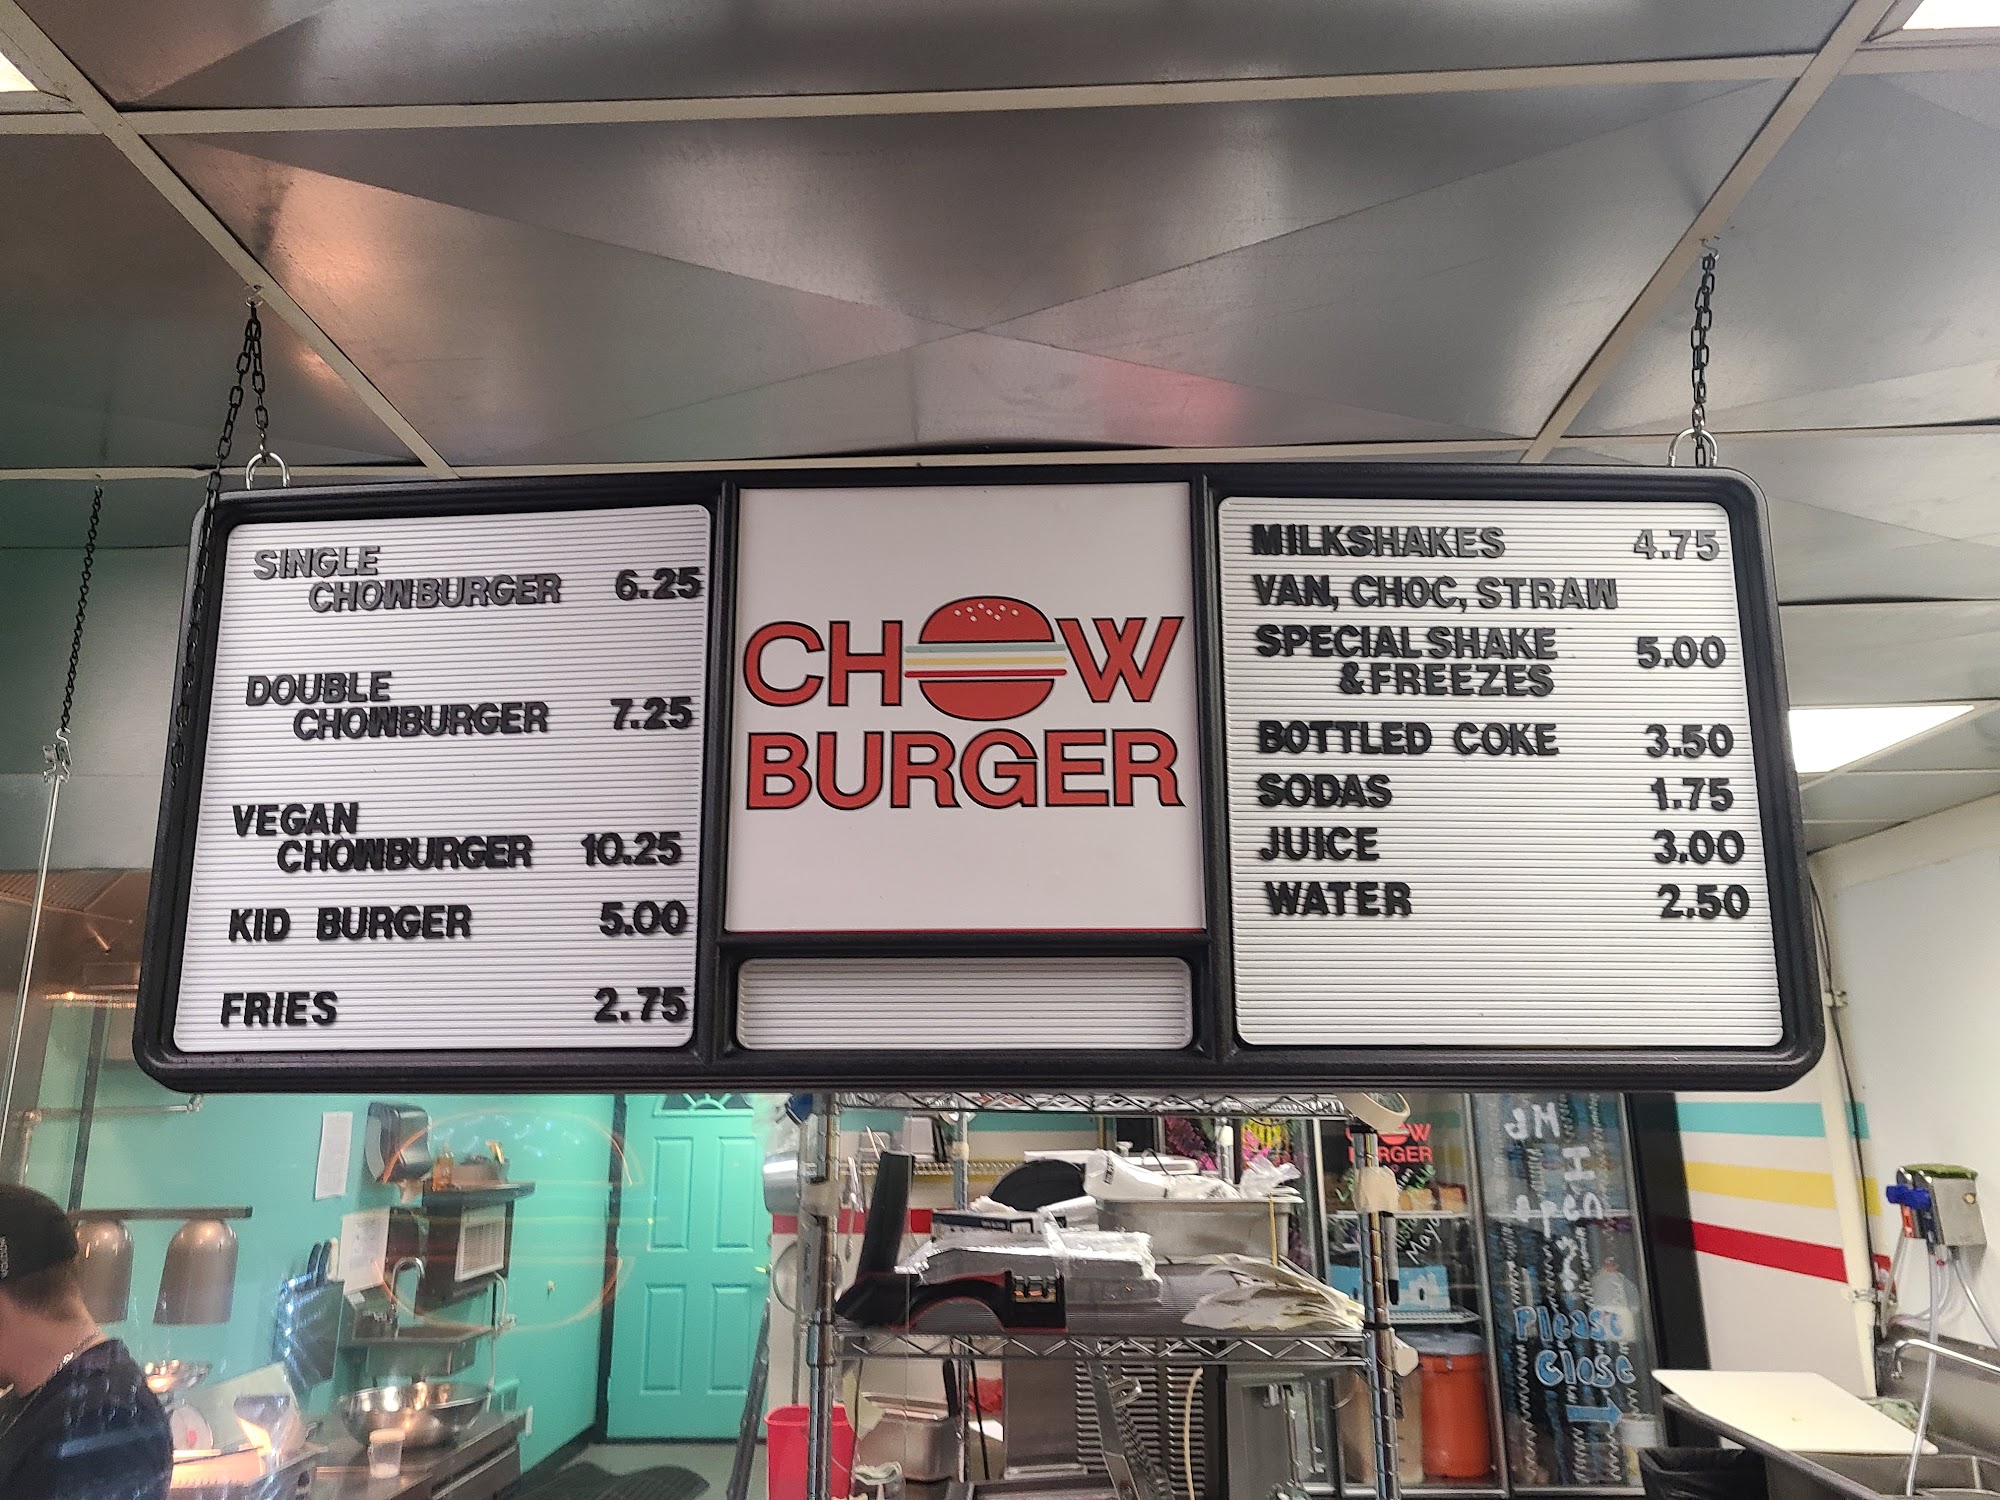 SINGLE
CHOWBURGER 6.25
DOUBLE
CHOWBURGER 7.25
VEGAN
CHOWBURGER 10.25
KID BURGER 5.00
FRIES 2.75
CHOW
BURGER
MILKSHAKES 4.75
VAN, CHOC, STRAW
SPECIAL SHAKE 5.00
&FREEZES
BOTTLED COKE 3.50
SODAS 1.75
JUICE 3.00
WATER 2.50
CHOW
BURGER
Please
Close